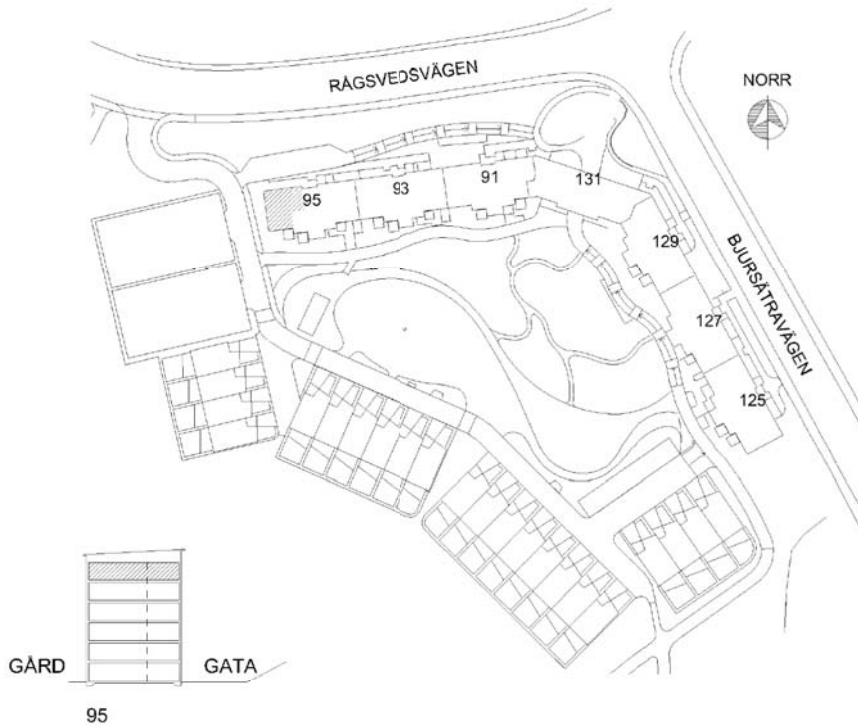 RÅGSVEDSVÄGEN
NORR
95
93
91
131
129
BJURSÄTRAVÄGEN
127
125
GÅRD
GATA
95